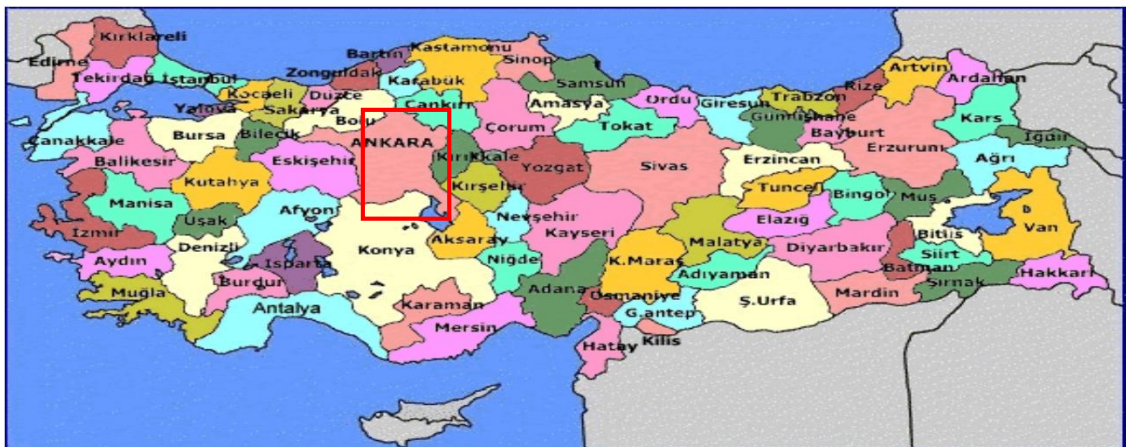 Kırklareli
Edirne
Tekirdağ
İstanbul
Kocaeli
Yalova
Sakarya
Düzce
Zonguldak
Bartın
Karabük
Kastamonu
Sinop
Samsun
Bolu
Çankırı
Çorum
Amasya
Tokat
Ordu
Giresun
Trabzon
Rize
Artvin
Ardahan
Kars
Iğdır
Gümüşhane
Bayburt
Erzurum
Ağrı
Çanakkale
Balıkesir
Bursa
Bilecik
Eskişehir
ANKARA
Kırıkkale
Yozgat
Sivas
Erzincan
Kutahya
Kırşehir
Tuncel
Bingol
Muş
Manisa
Uşak
Afyon
Nevşehir
Kayseri
Elazığ
Malatya
Diyarbakır
Bitlis
Van
İzmir
Denizli
Konya
Aksaray
Niğde
Aydın
Isparta
Burdur
K.Maraş
Adıyaman
Batman
Siirt
Şırnak
Hakkari
Muğla
Antalya
Karaman
Mersin
Adana
Osmaniye
G.antep
Ş.Urfa
Mardin
Hatay
Kilis